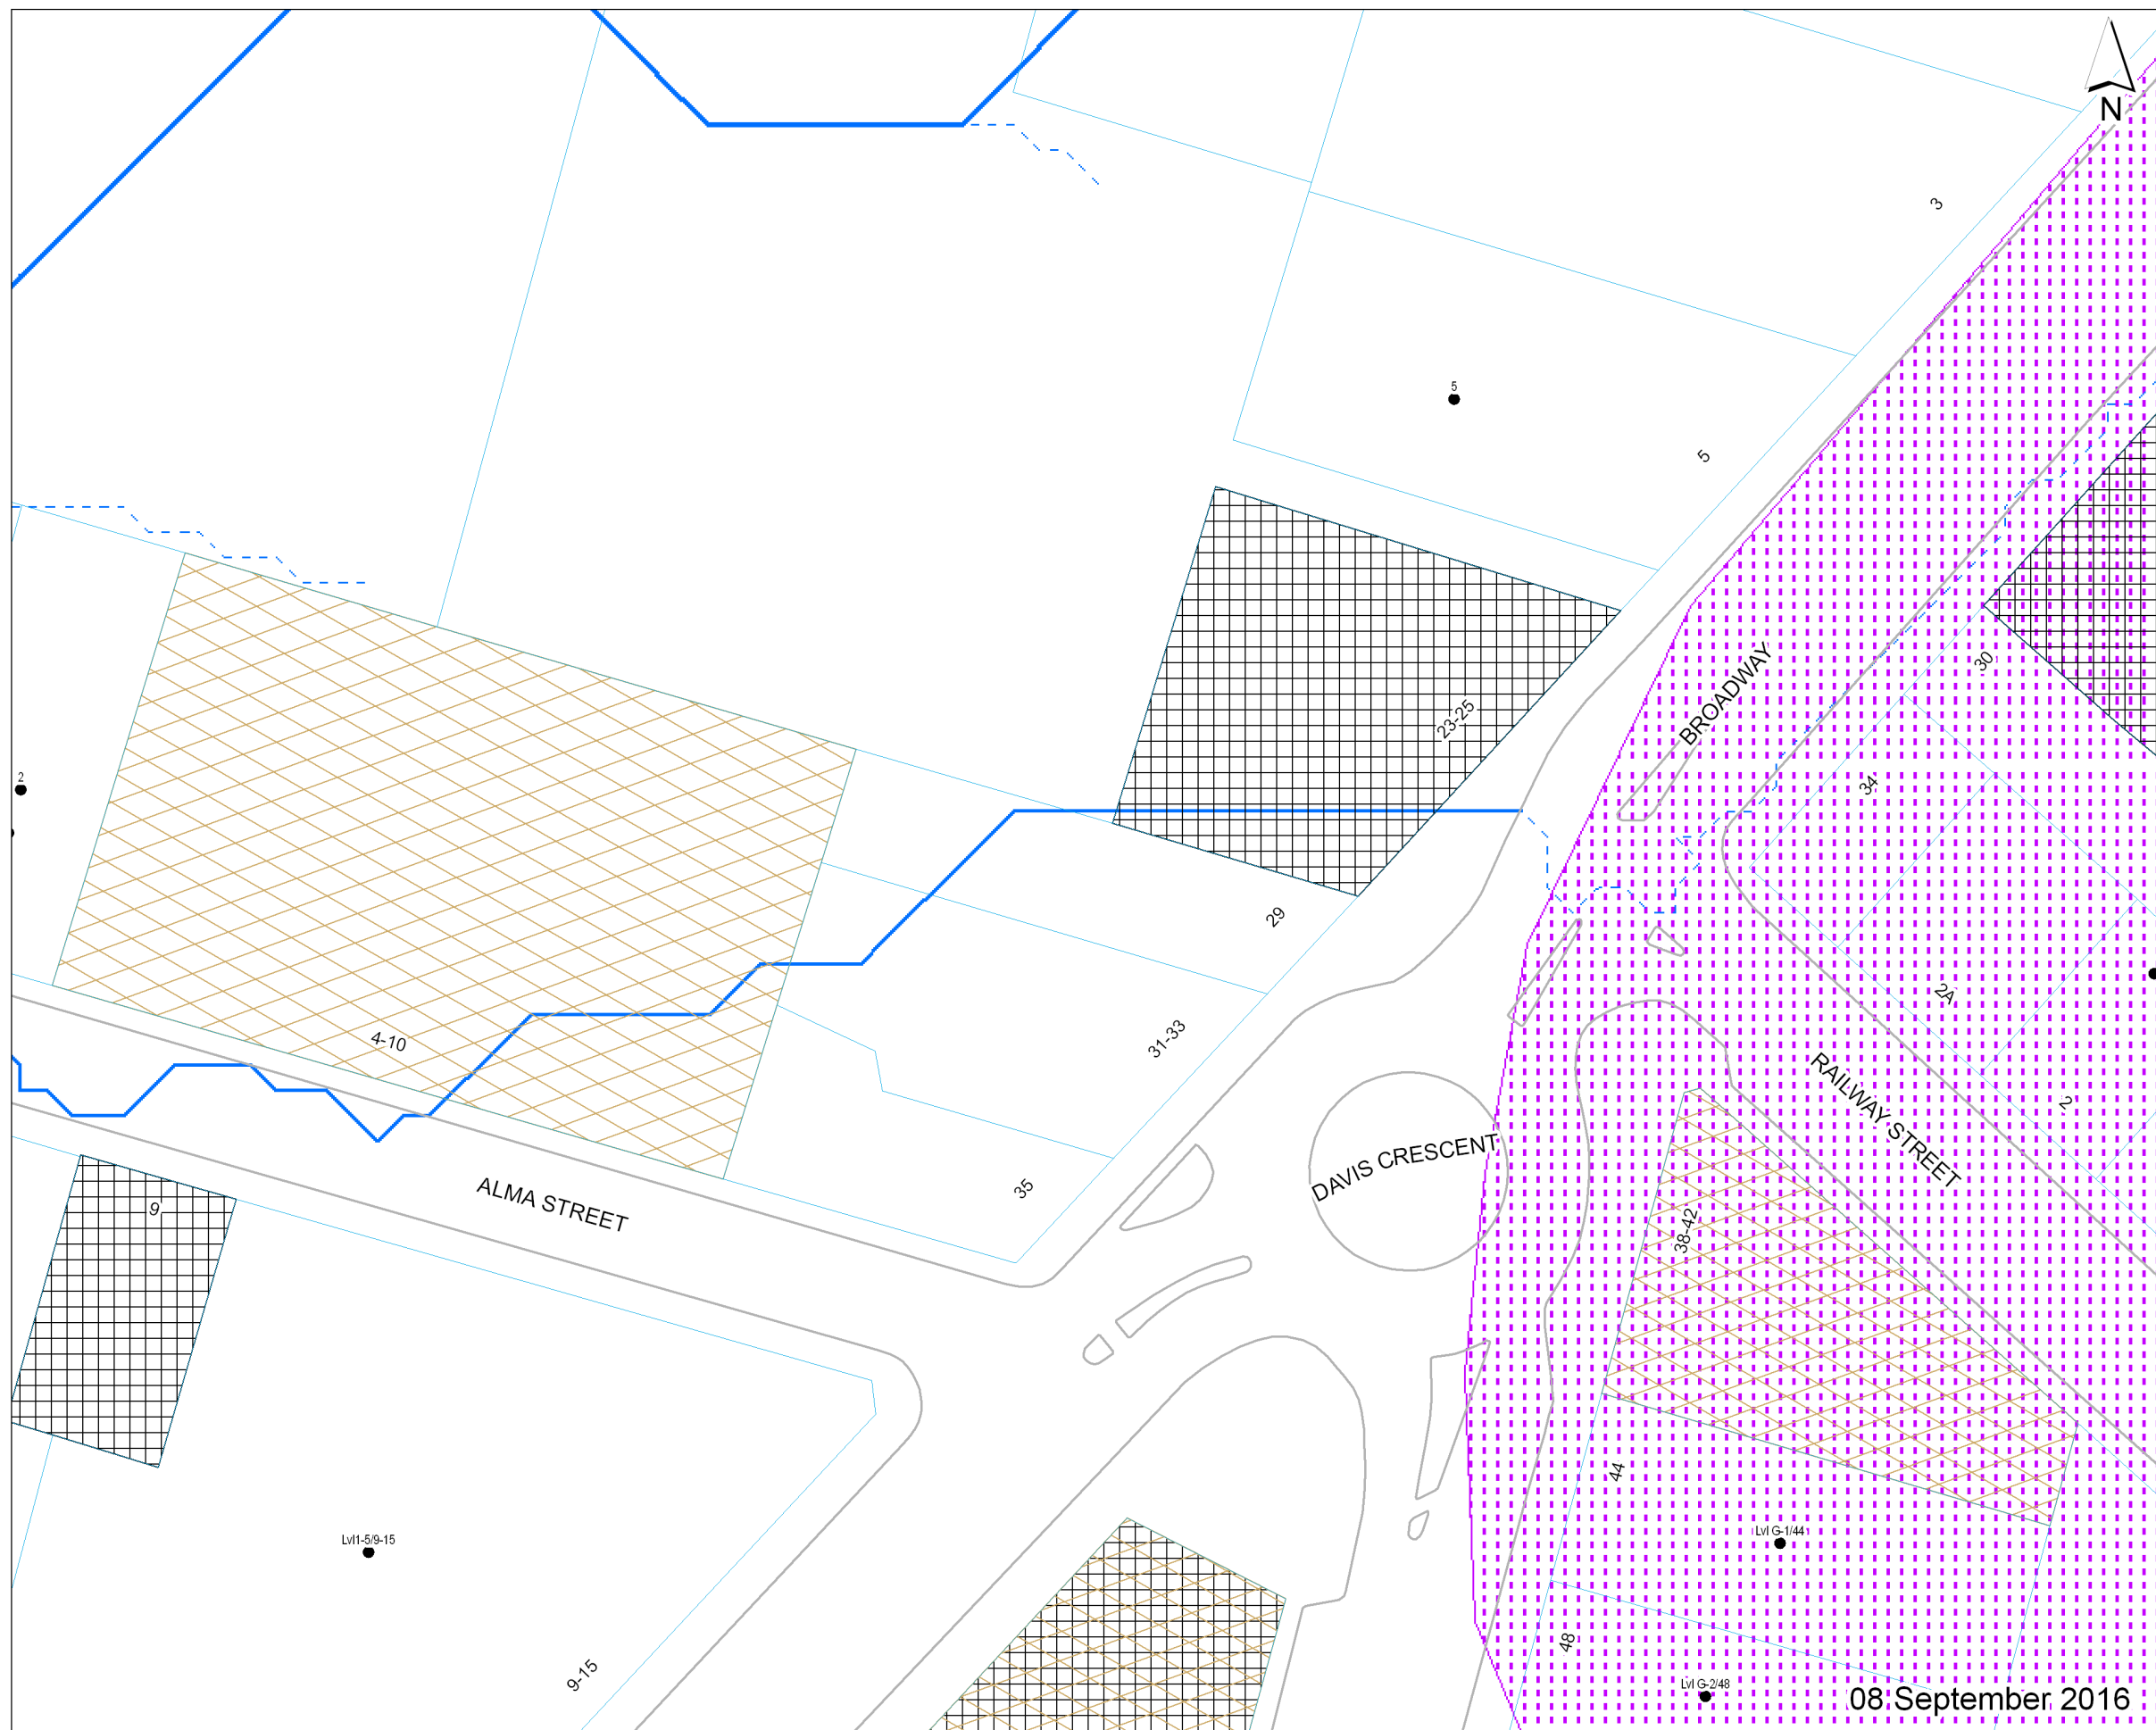 N
3
5
5
23-25
BROADWAY
30
34
2
29
2A
4-10
31-33
RAILWAY STREET
2
DAVIS CRESCENT
35
ALMA STREET
9
38-42
44
Lvl1-5/9-15
Lvl G-1/44
48
9-15
Lvl G-2/48
08 September 2016